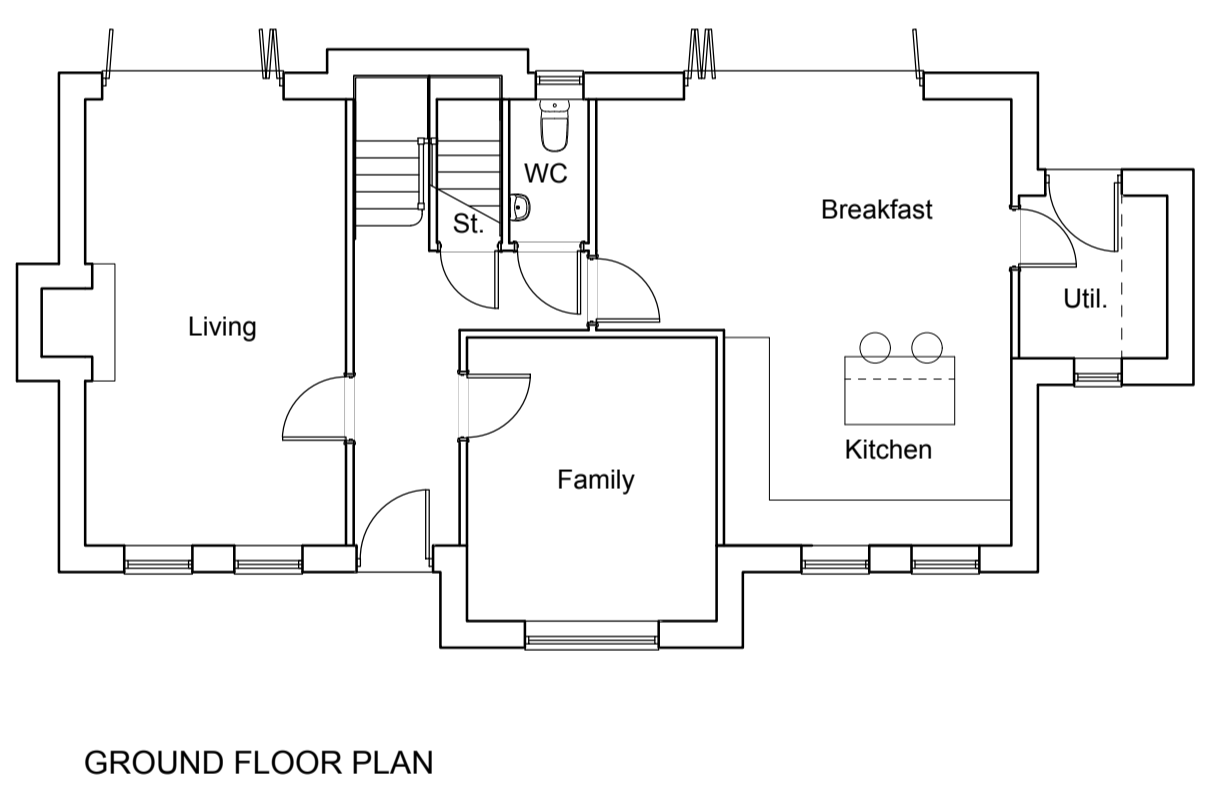 WC
Breakfast
St.
Util.
Living
Kitchen
Family
GROUND FLOOR PLAN